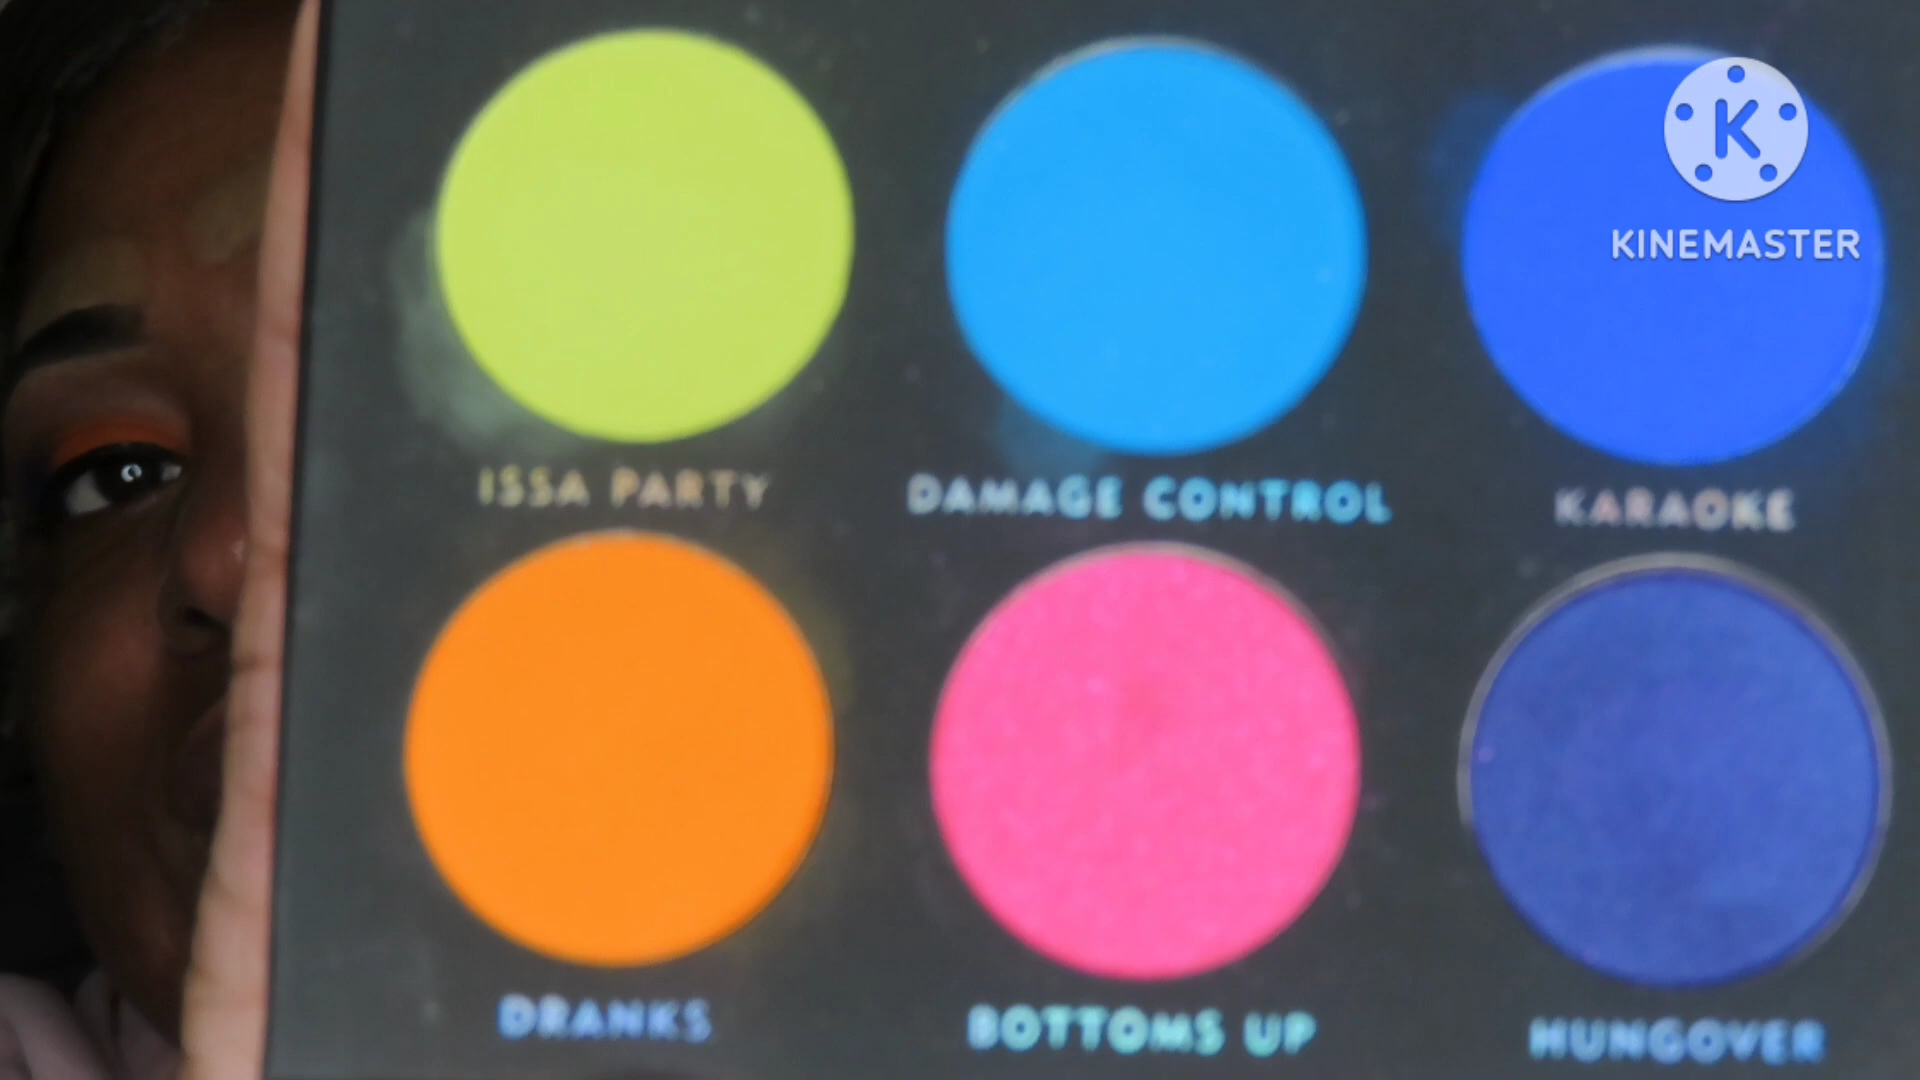 K
KINEMASTER
ISSA PARTY
DAMAGE CONTROL
KARAOKE
DRANKS
BOTTOMS UP
HUNGOVER